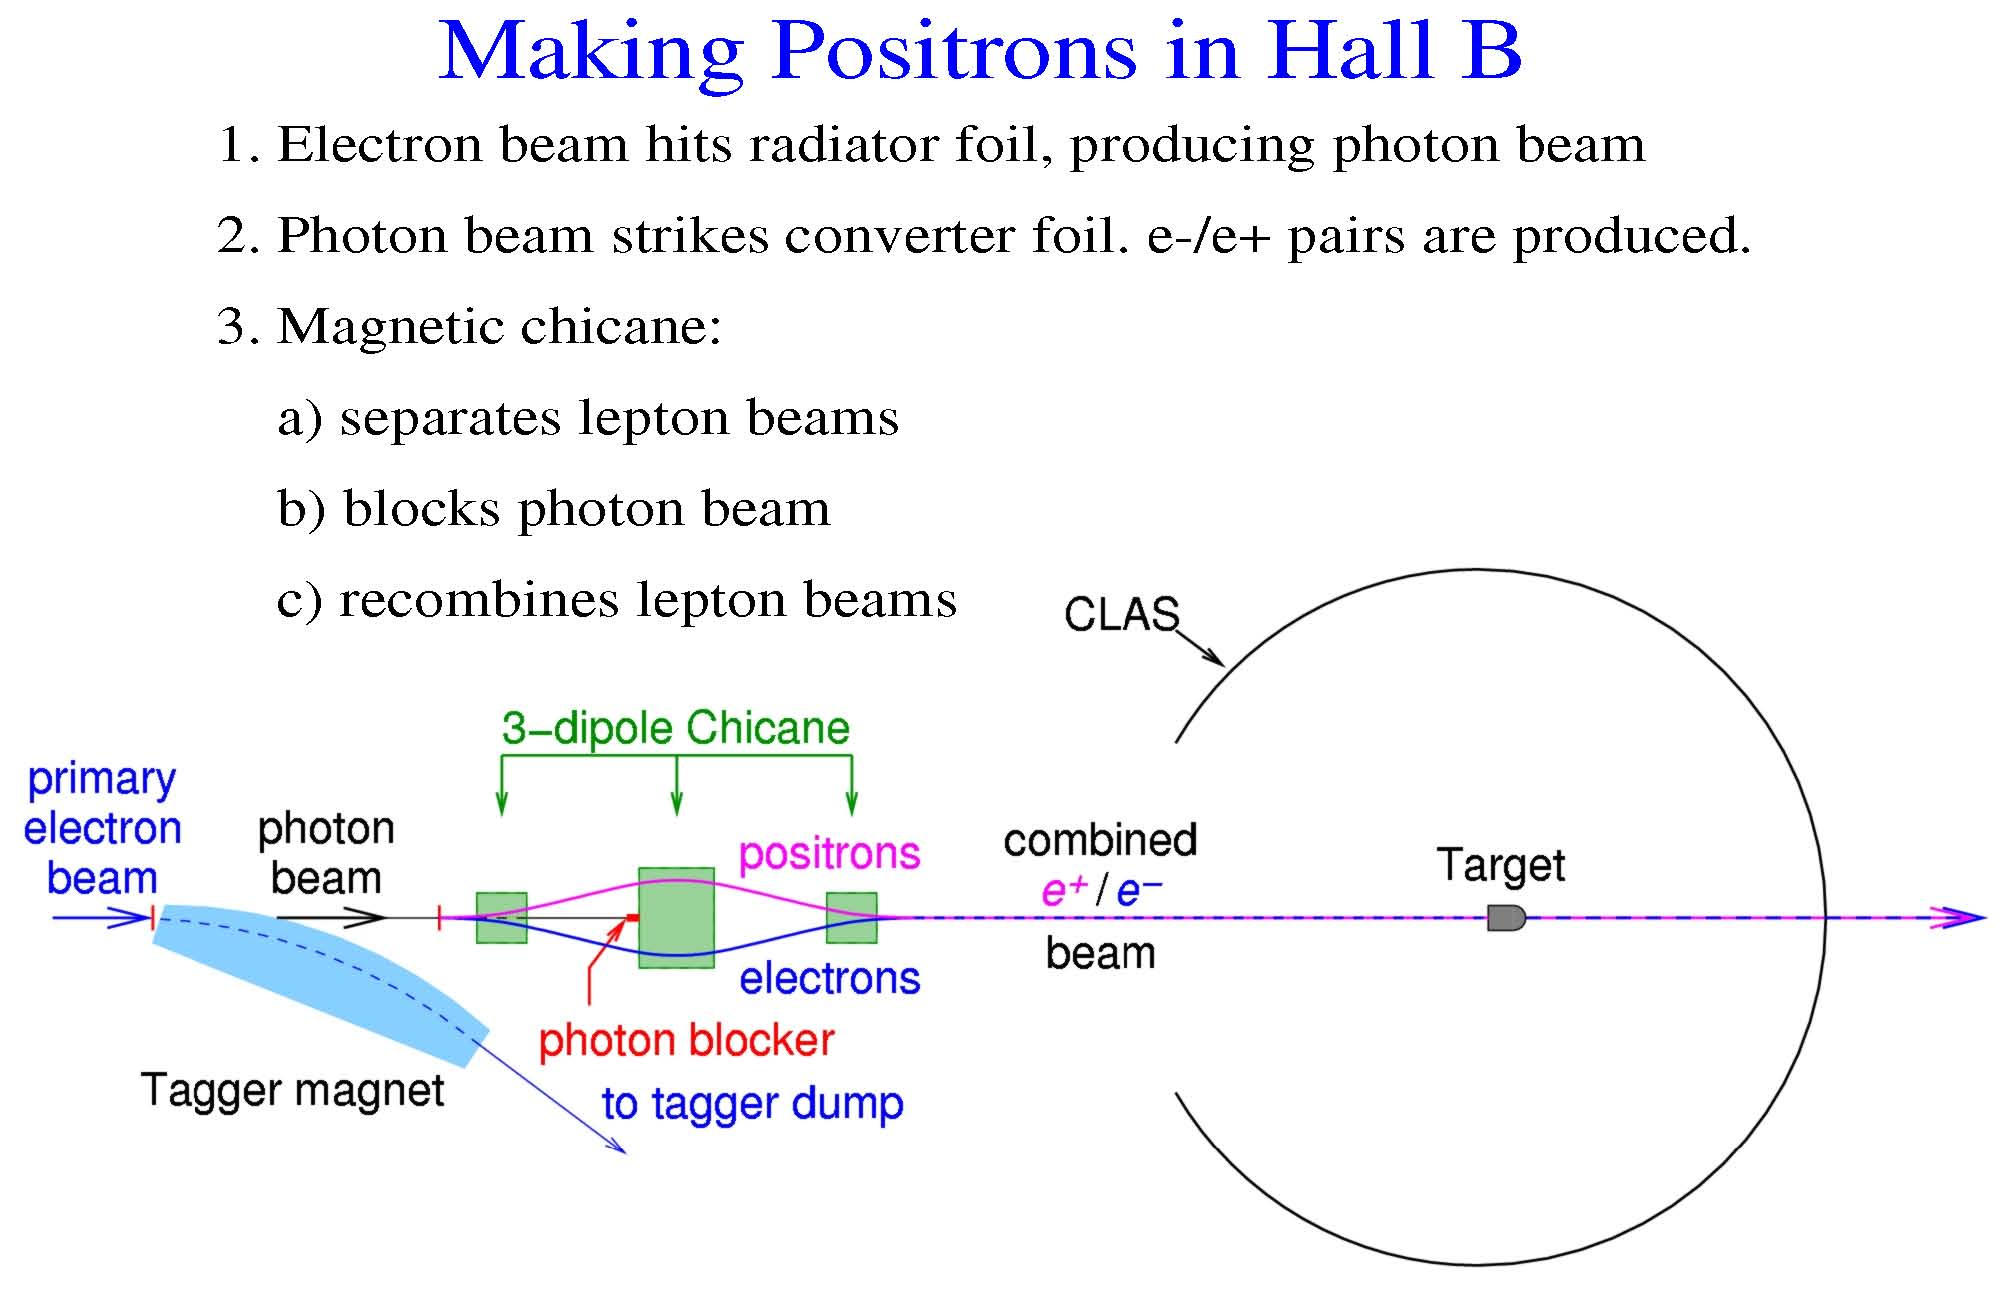 Making Positrons in Hall B
1. Electron beam hits radiator foil, producing photon beam
2. Photon beam strikes converter foil. e-/e+ pairs are produced.
3. Magnetic chicane:
a) separates lepton beams
b) blocks photon beam
c) recombines lepton beams
CLAS
3−dipole Chicane
primary
electron
beam
photon
beam
positrons
combined
e⁺ / e⁻
beam
Target
electrons
photon blocker
to tagger dump
Tagger magnet